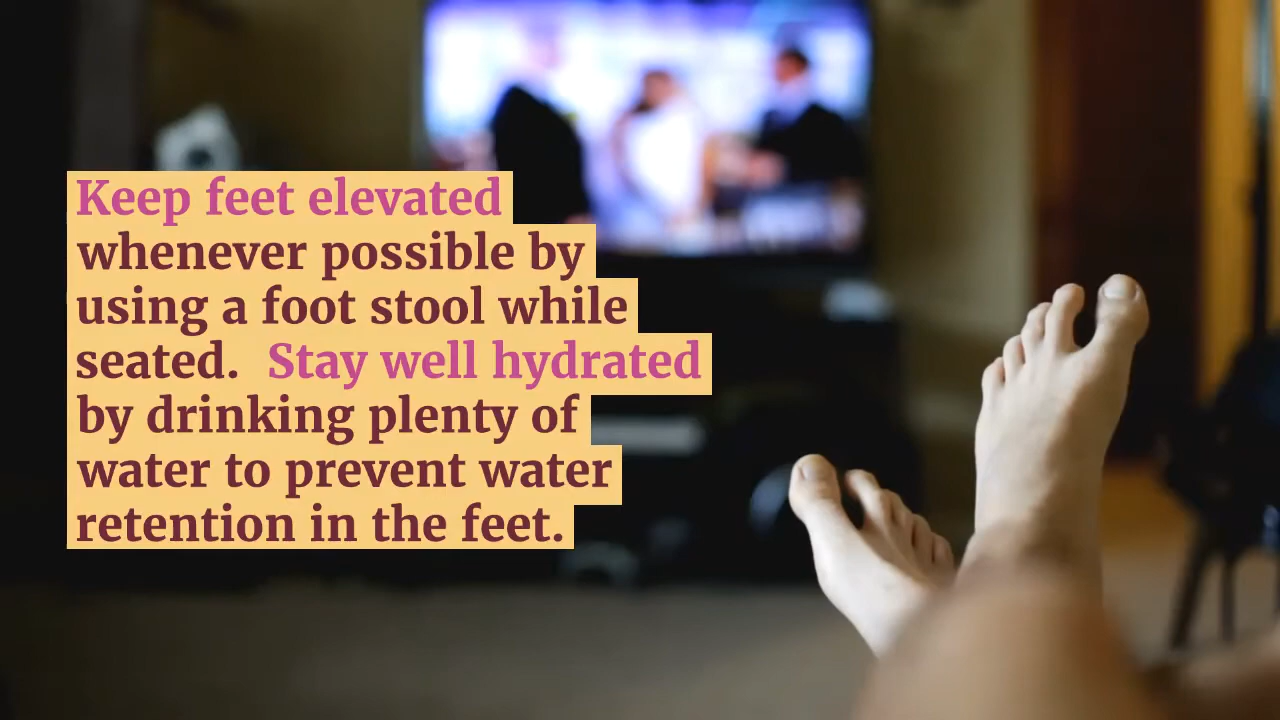 Keep feet elevated
whenever possible by
using a foot stool while
seated.  Stay well hydrated
by drinking plenty of
water to prevent water
retention in the feet.